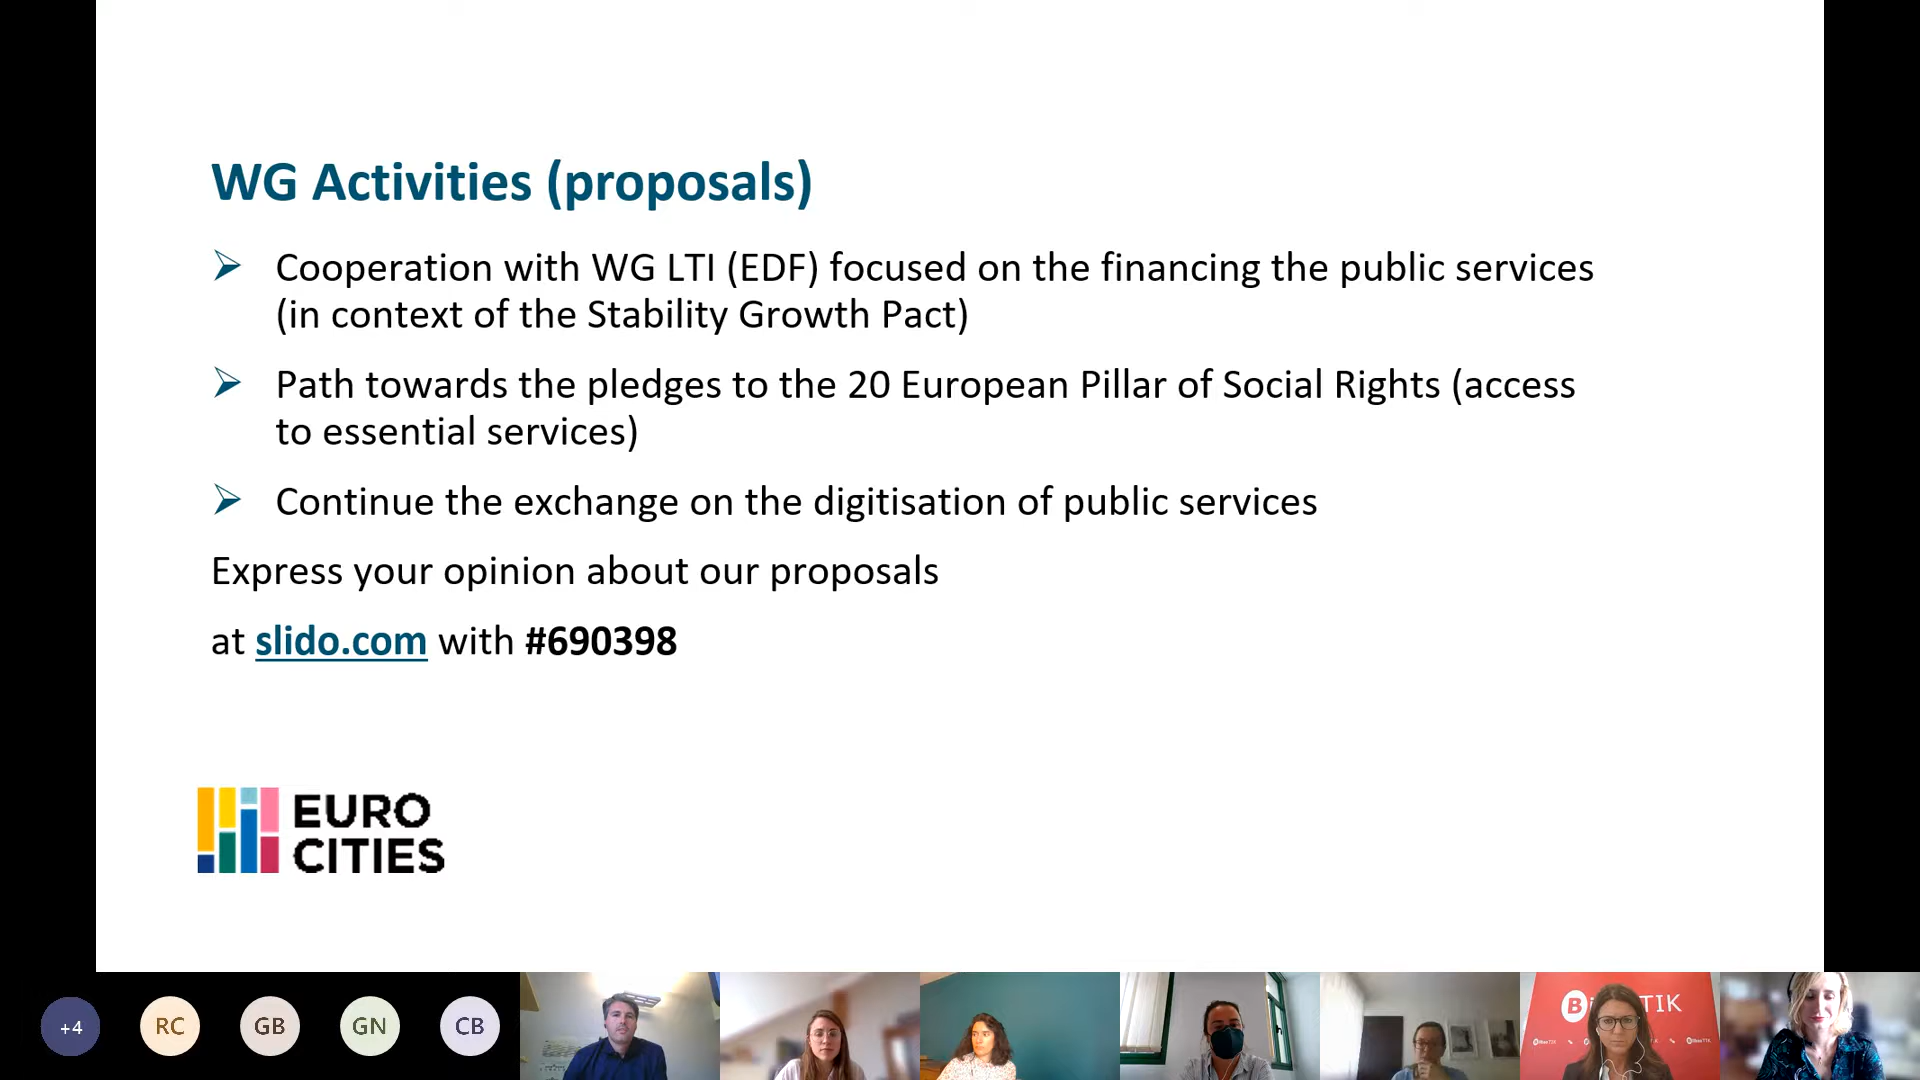 WG Activities (proposals)
Cooperation with WG LTI (EDF) focused on the financing the public services
(in context of the Stability Growth Pact)
Path towards the pledges to the 20 European Pillar of Social Rights (access
to essential services)
Continue the exchange on the digitisation of public services
Express your opinion about our proposals
at slido.com with #690398
EURO
CITIES
+4
RC
GB
GN
CB
TIK